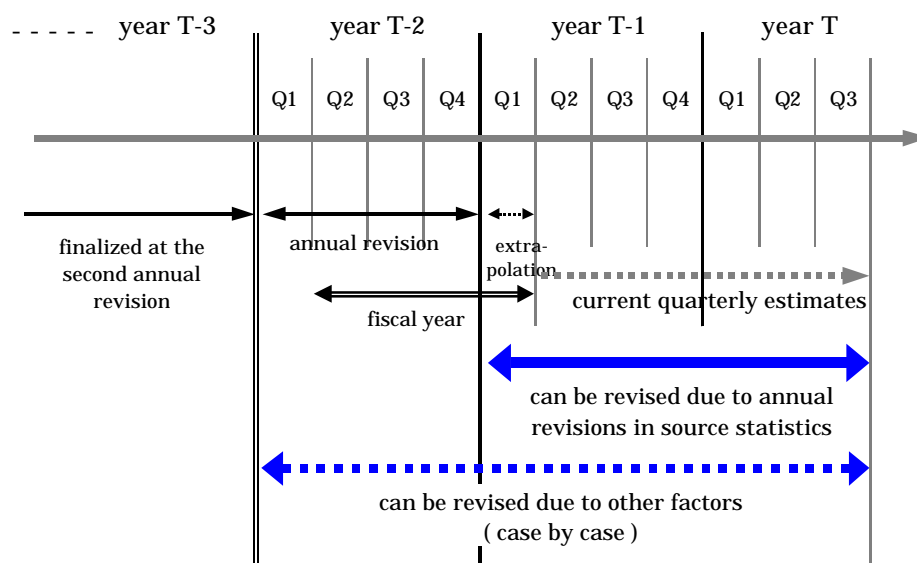 - - - - - year T-3 year T-2 year T-1 year T
Q1 Q2 Q3 Q4 Q1 Q2 Q3 Q4 Q1 Q2 Q3
finalized at the
second annual
revision
annual revision
extra-
polation
fiscal year
current quarterly estimates
can be revised due to annual
revisions in source statistics
can be revised due to other factors
( case by case )